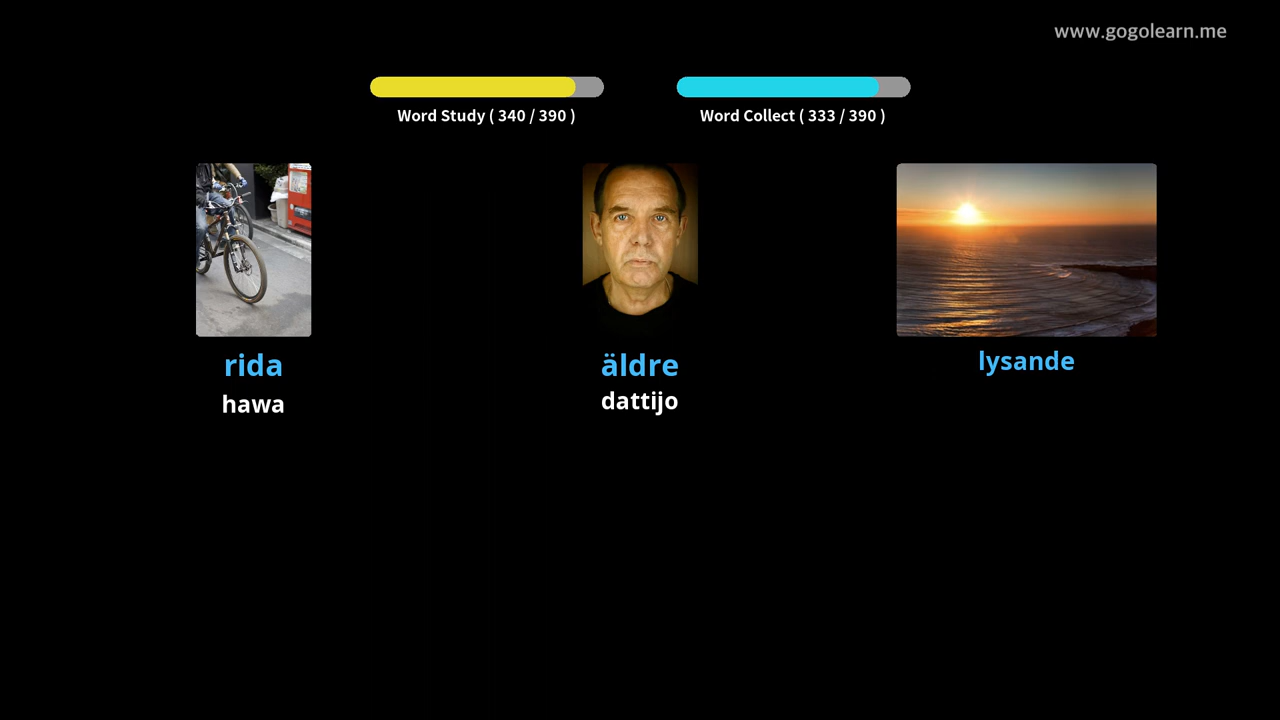 www.gogolearn.me
Word Study ( 340 / 390 )
Word Collect ( 333 / 390 )
rida
äldre
lysande
hawa
dattijo